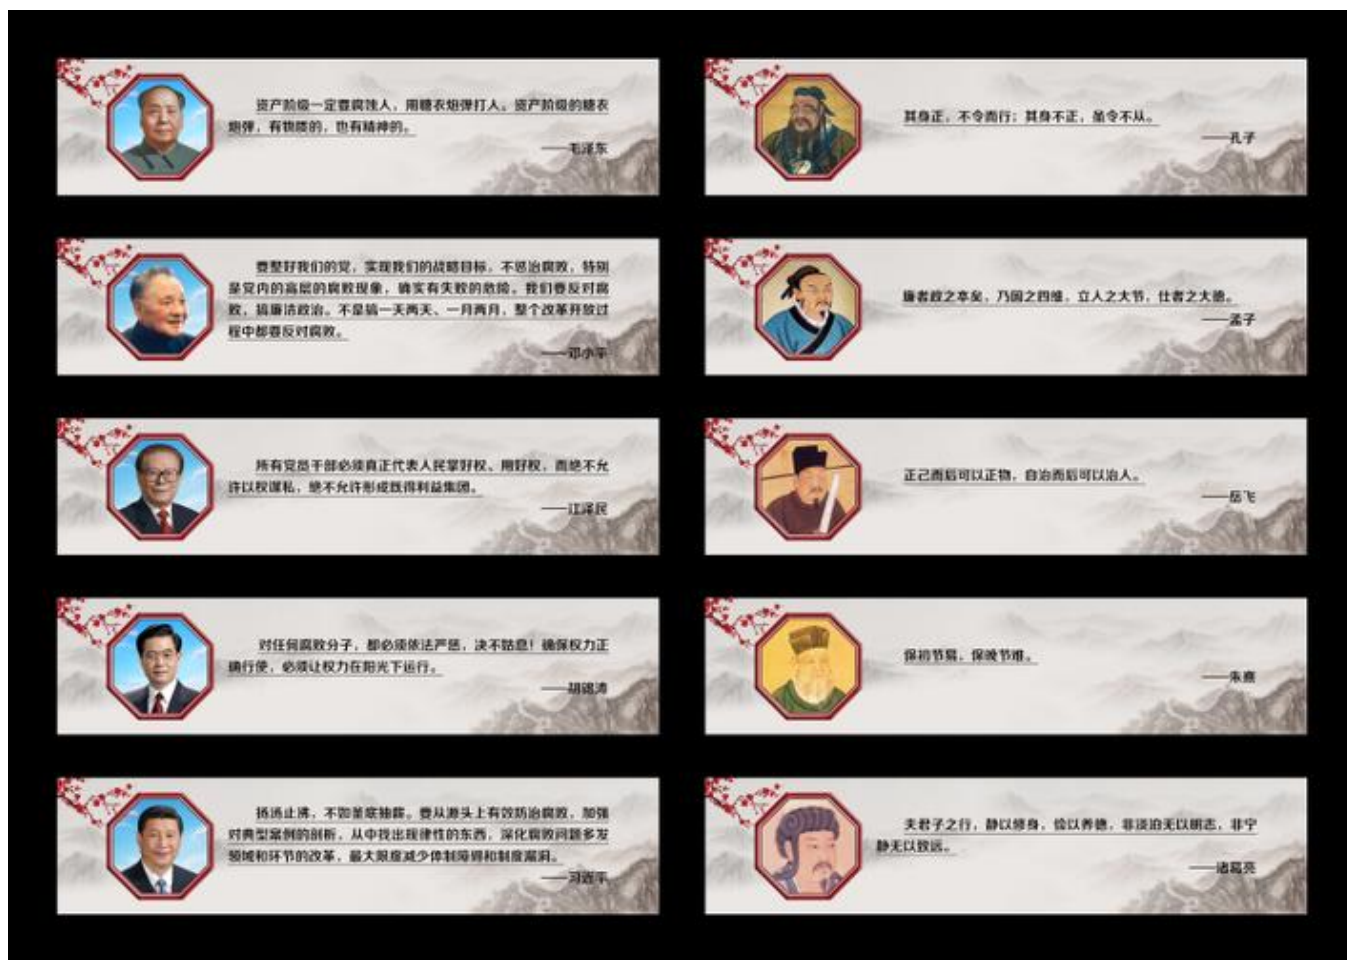 资产阶级一定要腐蚀人，用糖衣炮弹打人。资产阶级的糖衣
炮弹，有物质的，也有精神的。
——毛泽东
要整好我们的党，实现我们的战略目标，不惩治腐败，特别
是党内的高层的腐败现象，确实有失败的危险。我们要反对腐
败，搞廉洁政治。不是搞一天两天、一月两月，整个改革开放过
程中都要反对腐败。
——邓小平
所有党员干部必须真正代表人民掌好权、用好权，而绝不允
许以权谋私，绝不允许形成既得利益集团。
——江泽民
对任何腐败分子，都必须依法严惩，决不姑息！确保权力正
确行使，必须让权力在阳光下运行。
——胡锦涛
扬汤止沸，不如釜底抽薪。要从源头上有效防治腐败，加强
对典型案例的剖析，从中找出规律性的东西，深化腐败问题多发
领域和环节的改革，最大限度减少体制障碍和制度漏洞。
——习近平
其身正，不令而行；其身不正，虽令不从。
——孔子
廉者政之本矣，乃国之四维，立人之大节，仕者之大德。
——孟子
正己而后可以正物，自治而后可以治人。
——岳飞
保初节易，保晚节难。
——朱熹
夫君子之行，静以修身，俭以养德，非淡泊无以明志，非宁
静无以致远。
——诸葛亮